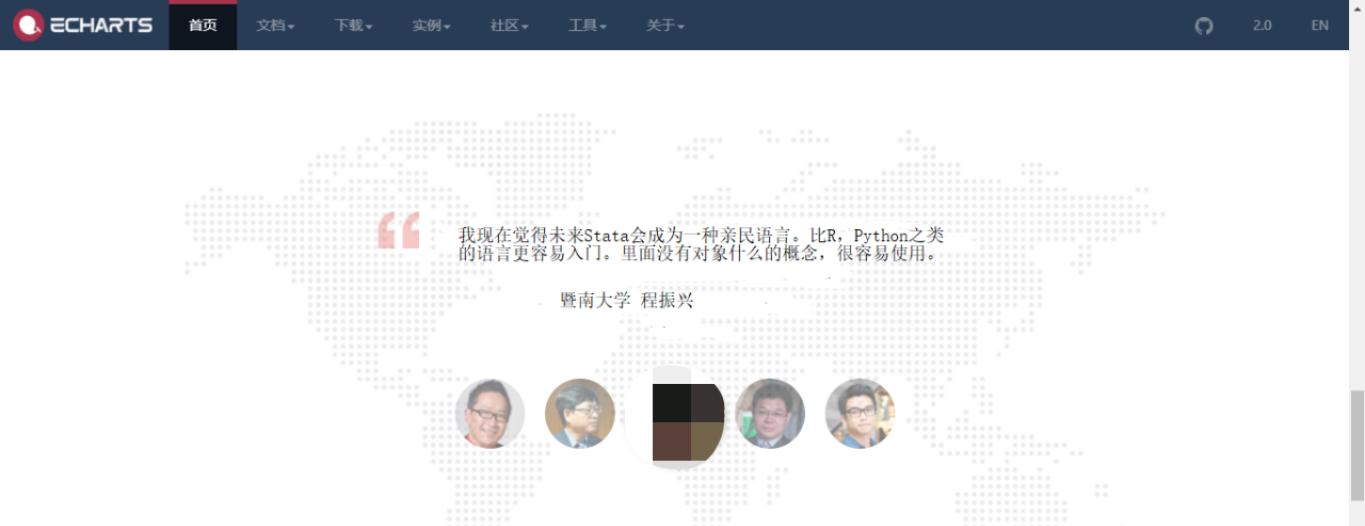 ECHARTS 首页 文档 下载 实例 社区 工具 关于 2.0 EN
我现在觉得未来Stata会成为一种亲民语言。比R，Python之类
的语言更容易入门。里面没有对象什么的概念，很容易使用。
暨南大学 程振兴